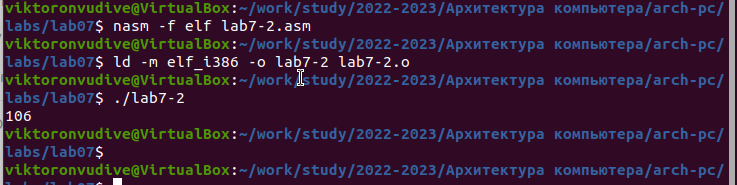 viktoronvudive@VirtualBox:~/work/study/2022-2023/Архитектура компьютера/arch-pc/
labs/lab07$ nasm -f elf lab7-2.asm
viktoronvudive@VirtualBox:~/work/study/2022-2023/Архитектура компьютера/arch-pc/
labs/lab07$ ld -m elf_i386 -o lab7-2 lab7-2.o
viktoronvudive@VirtualBox:~/work/study/2022-2023/Архитектура компьютера/arch-pc/
labs/lab07$ ./lab7-2
106
viktoronvudive@VirtualBox:~/work/study/2022-2023/Архитектура компьютера/arch-pc/
labs/lab07$
viktoronvudive@VirtualBox:~/work/study/2022-2023/Архитектура компьютера/arch-pc/
labs/lab07$